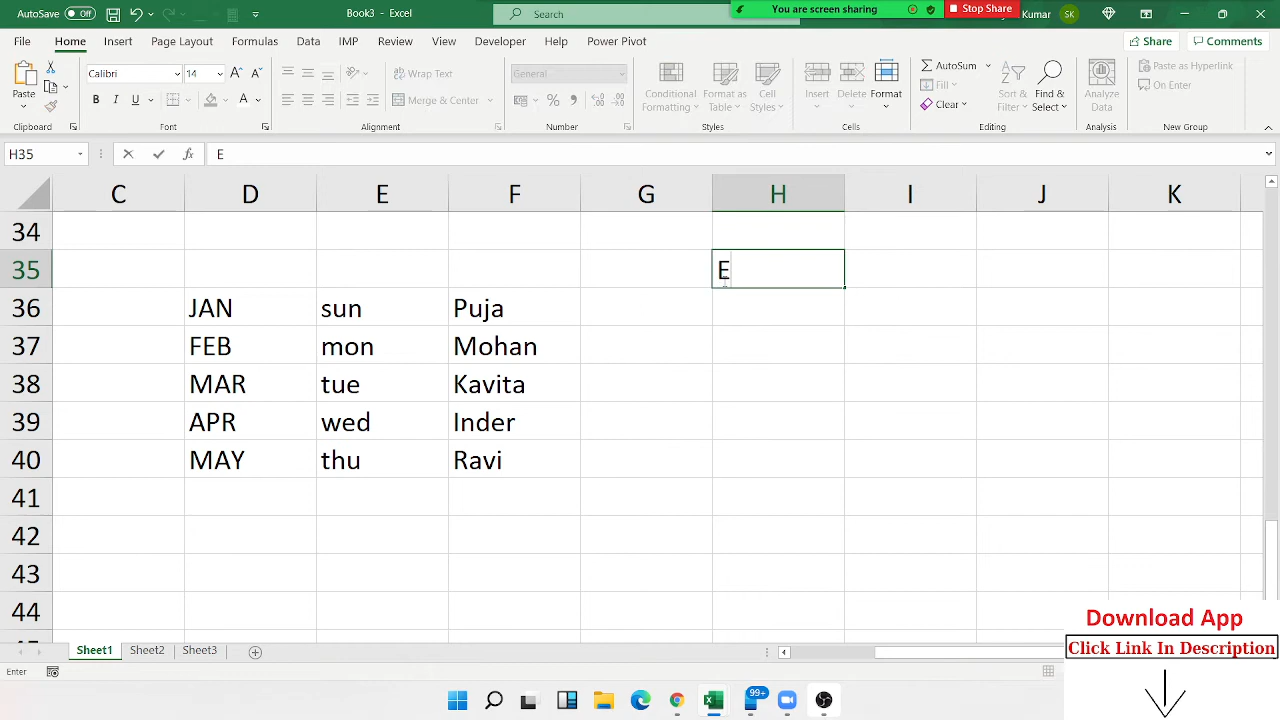 AutoSave Off Book3 - Excel Search You are screen sharing Stop Share Kumar SK
File Home Insert Page Layout Formulas Data IMP Review View Developer Help Power Pivot Share Comments
Paste Calibri 14 Wrap Text General Conditional Formatting Format as Table Cell Styles Insert Delete Format AutoSum Sort & Filter Find & Select Analyze Data Paste as Hyperlink
B I U Merge & Center Fill On Enter
Clear
Clipboard Font Alignment Number Styles Cells Editing Analysis New Group
H35 fx E
C D E F G H I J K
34
35 E
36 JAN sun Puja
37 FEB mon Mohan
38 MAR tue Kavita
39 APR wed Inder
40 MAY thu Ravi
41
42
43
44
Download App
Click Link In Description
Sheet1 Sheet2 Sheet3
Enter
99+